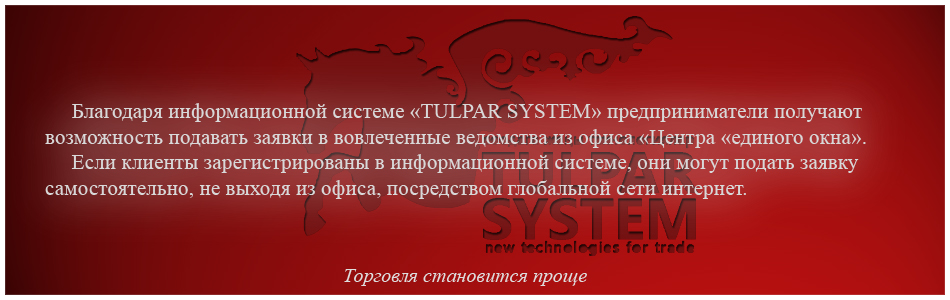 Благодаря информационной системе «TULPAR SYSTEM» предприниматели получают
возможность подавать заявки в вовлеченные ведомства из офиса «Центра «единого окна».
Если клиенты зарегистрированы в информационной системе, они могут подать заявку
самостоятельно, не выходя из офиса, посредством глобальной сети интернет.
TULPAR
SYSTEM
new technologies for trade
Торговля становится проще